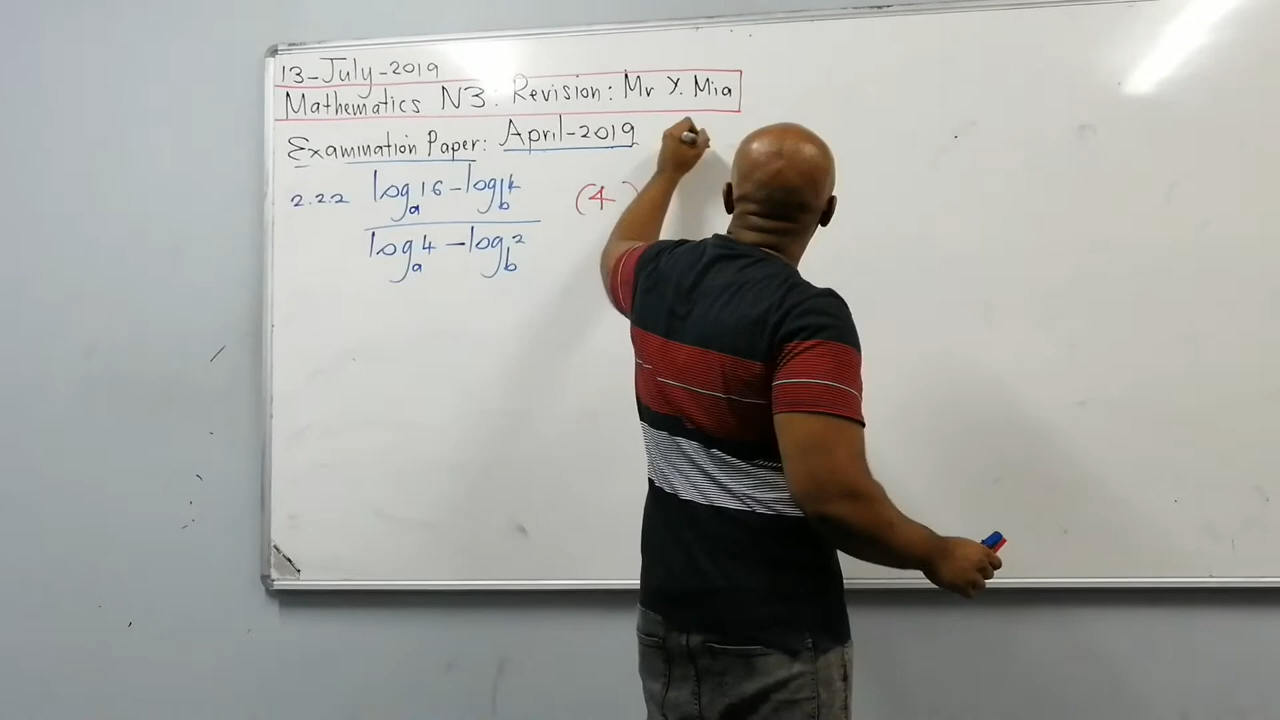 13-July-2019
Mathematics N3: Revision: Mr Y. Mia
Examination Paper: April-2019
2.2.2 log_a 16 - log_b 4 (4)
log_a 4 - log_b 2